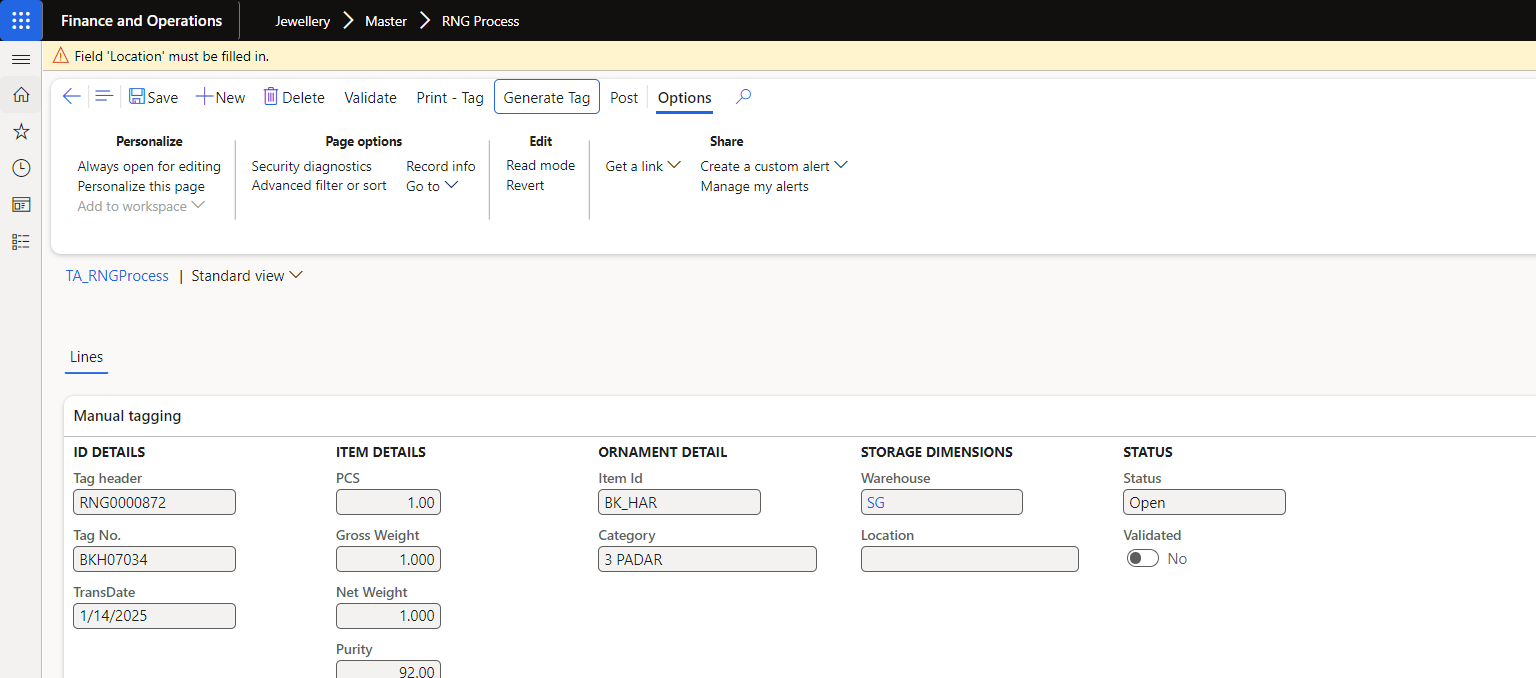 Finance and Operations Jewellery Master RNG Process
Field 'Location' must be filled in.
Save New Delete Validate Print - Tag Generate Tag Post Options
Personalize
Always open for editing
Personalize this page
Add to workspace
Page options
Security diagnostics
Advanced filter or sort
Record info
Go to
Edit
Read mode
Revert
Share
Get a link
Create a custom alert
Manage my alerts
TA_RNGProcess | Standard view
Lines
Manual tagging
ID DETAILS
Tag header
RNG0000872
Tag No.
BKH07034
TransDate
1/14/2025
ITEM DETAILS
PCS
1.00
Gross Weight
1.000
Net Weight
1.000
Purity
92.00
ORNAMENT DETAIL
Item Id
BK_HAR
Category
3 PADAR
STORAGE DIMENSIONS
Warehouse
SG
Location
STATUS
Status
Open
Validated
No